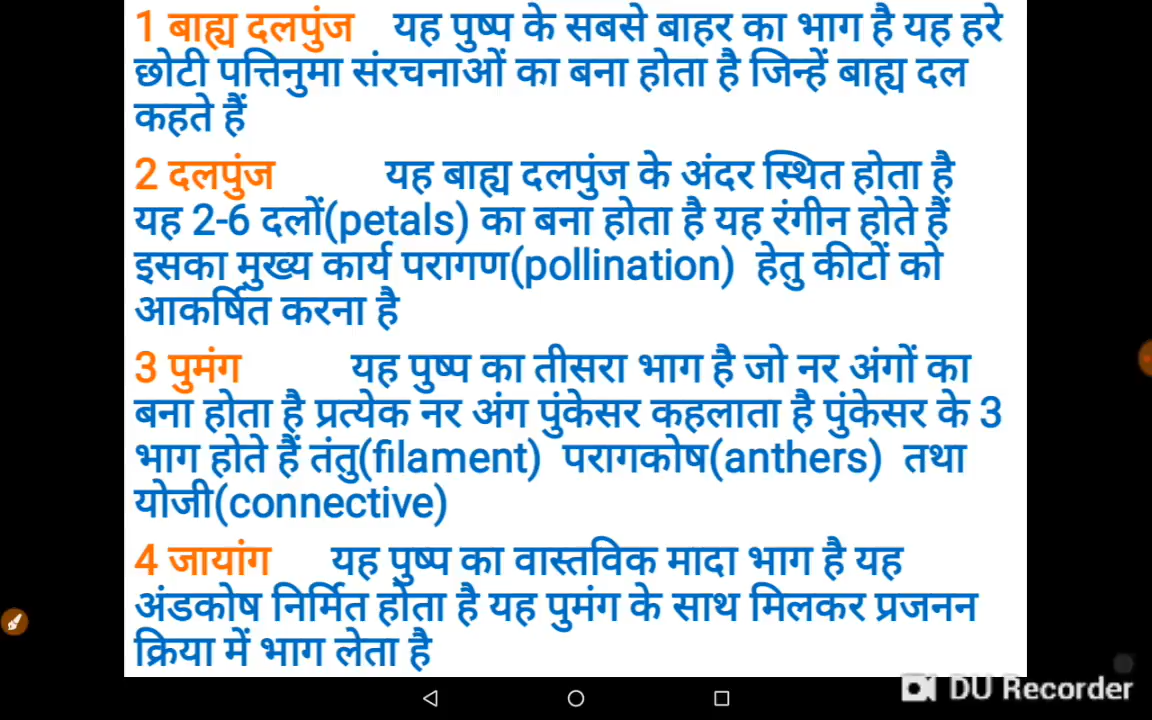 1 बाह्य दलपुंज यह पुष्प के सबसे बाहर का भाग है यह हरे
छोटी पत्तिनुमा संरचनाओं का बना होता है जिन्हें बाह्य दल
कहते हैं
2 दलपुंज यह बाह्य दलपुंज के अंदर स्थित होता है
यह 2-6 दलों(petals) का बना होता है यह रंगीन होते हैं
इसका मुख्य कार्य परागण(pollination) हेतु कीटों को
आकर्षित करना है
3 पुमंग यह पुष्प का तीसरा भाग है जो नर अंगों का
बना होता है प्रत्येक नर अंग पुंकेसर कहलाता है पुंकेसर के 3
भाग होते हैं तंतु(filament) परागकोष(anthers) तथा
योजी(connective)
4 जायांग यह पुष्प का वास्तविक मादा भाग है यह
अंडकोष निर्मित होता है यह पुमंग के साथ मिलकर प्रजनन
क्रिया में भाग लेता है
DU Recorder